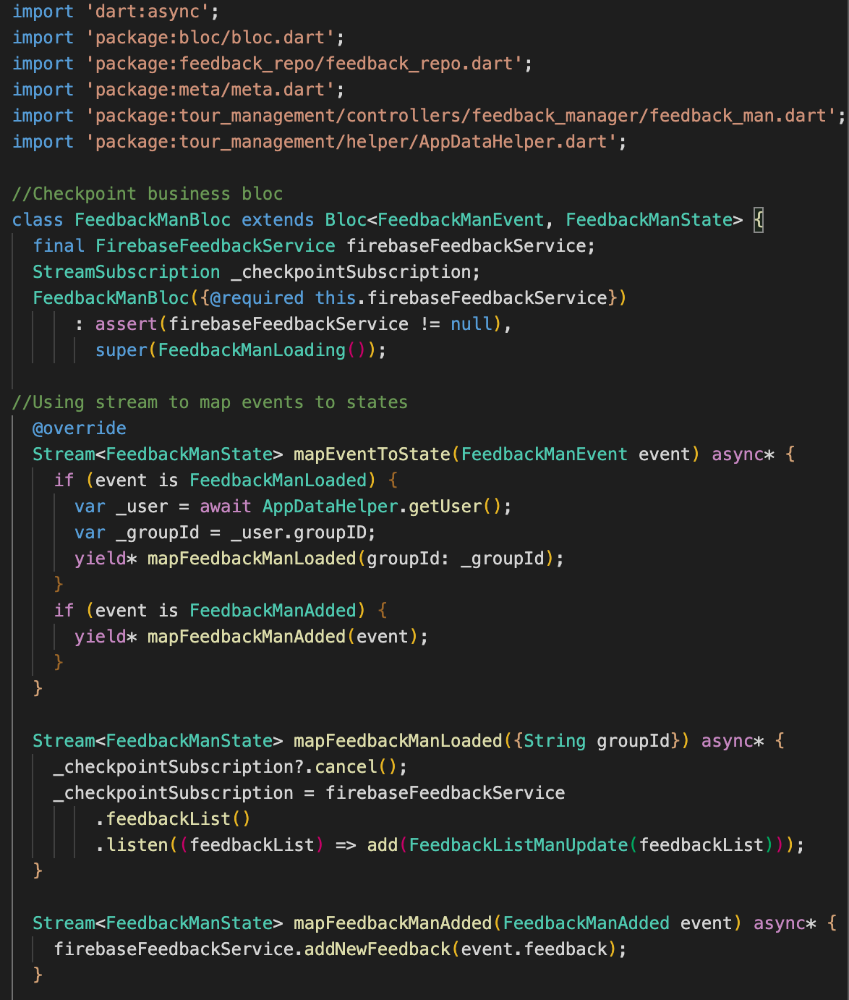 import 'dart:async';
import 'package:bloc/bloc.dart';
import 'package:feedback_repo/feedback_repo.dart';
import 'package:meta/meta.dart';
import 'package:tour_management/controllers/feedback_manager/feedback_man.dart';
import 'package:tour_management/helper/AppDataHelper.dart';

//Checkpoint business bloc
class FeedbackManBloc extends Bloc<FeedbackManEvent, FeedbackManState> {
  final FirebaseFeedbackService firebaseFeedbackService;
  StreamSubscription _checkpointSubscription;
  FeedbackManBloc({@required this.firebaseFeedbackService})
      : assert(firebaseFeedbackService != null),
        super(FeedbackManLoading());

//Using stream to map events to states
  @override
  Stream<FeedbackManState> mapEventToState(FeedbackManEvent event) async* {
    if (event is FeedbackManLoaded) {
      var _user = await AppDataHelper.getUser();
      var _groupId = _user.groupID;
      yield* mapFeedbackManLoaded(groupId: _groupId);
    }
    if (event is FeedbackManAdded) {
      yield* mapFeedbackManAdded(event);
    }
  }

  Stream<FeedbackManState> mapFeedbackManLoaded({String groupId}) async* {
    _checkpointSubscription?.cancel();
    _checkpointSubscription = firebaseFeedbackService
        .feedbackList()
        .listen((feedbackList) => add(FeedbackListManUpdate(feedbackList)));
  }

  Stream<FeedbackManState> mapFeedbackManAdded(FeedbackManAdded event) async* {
    firebaseFeedbackService.addNewFeedback(event.feedback);
  }